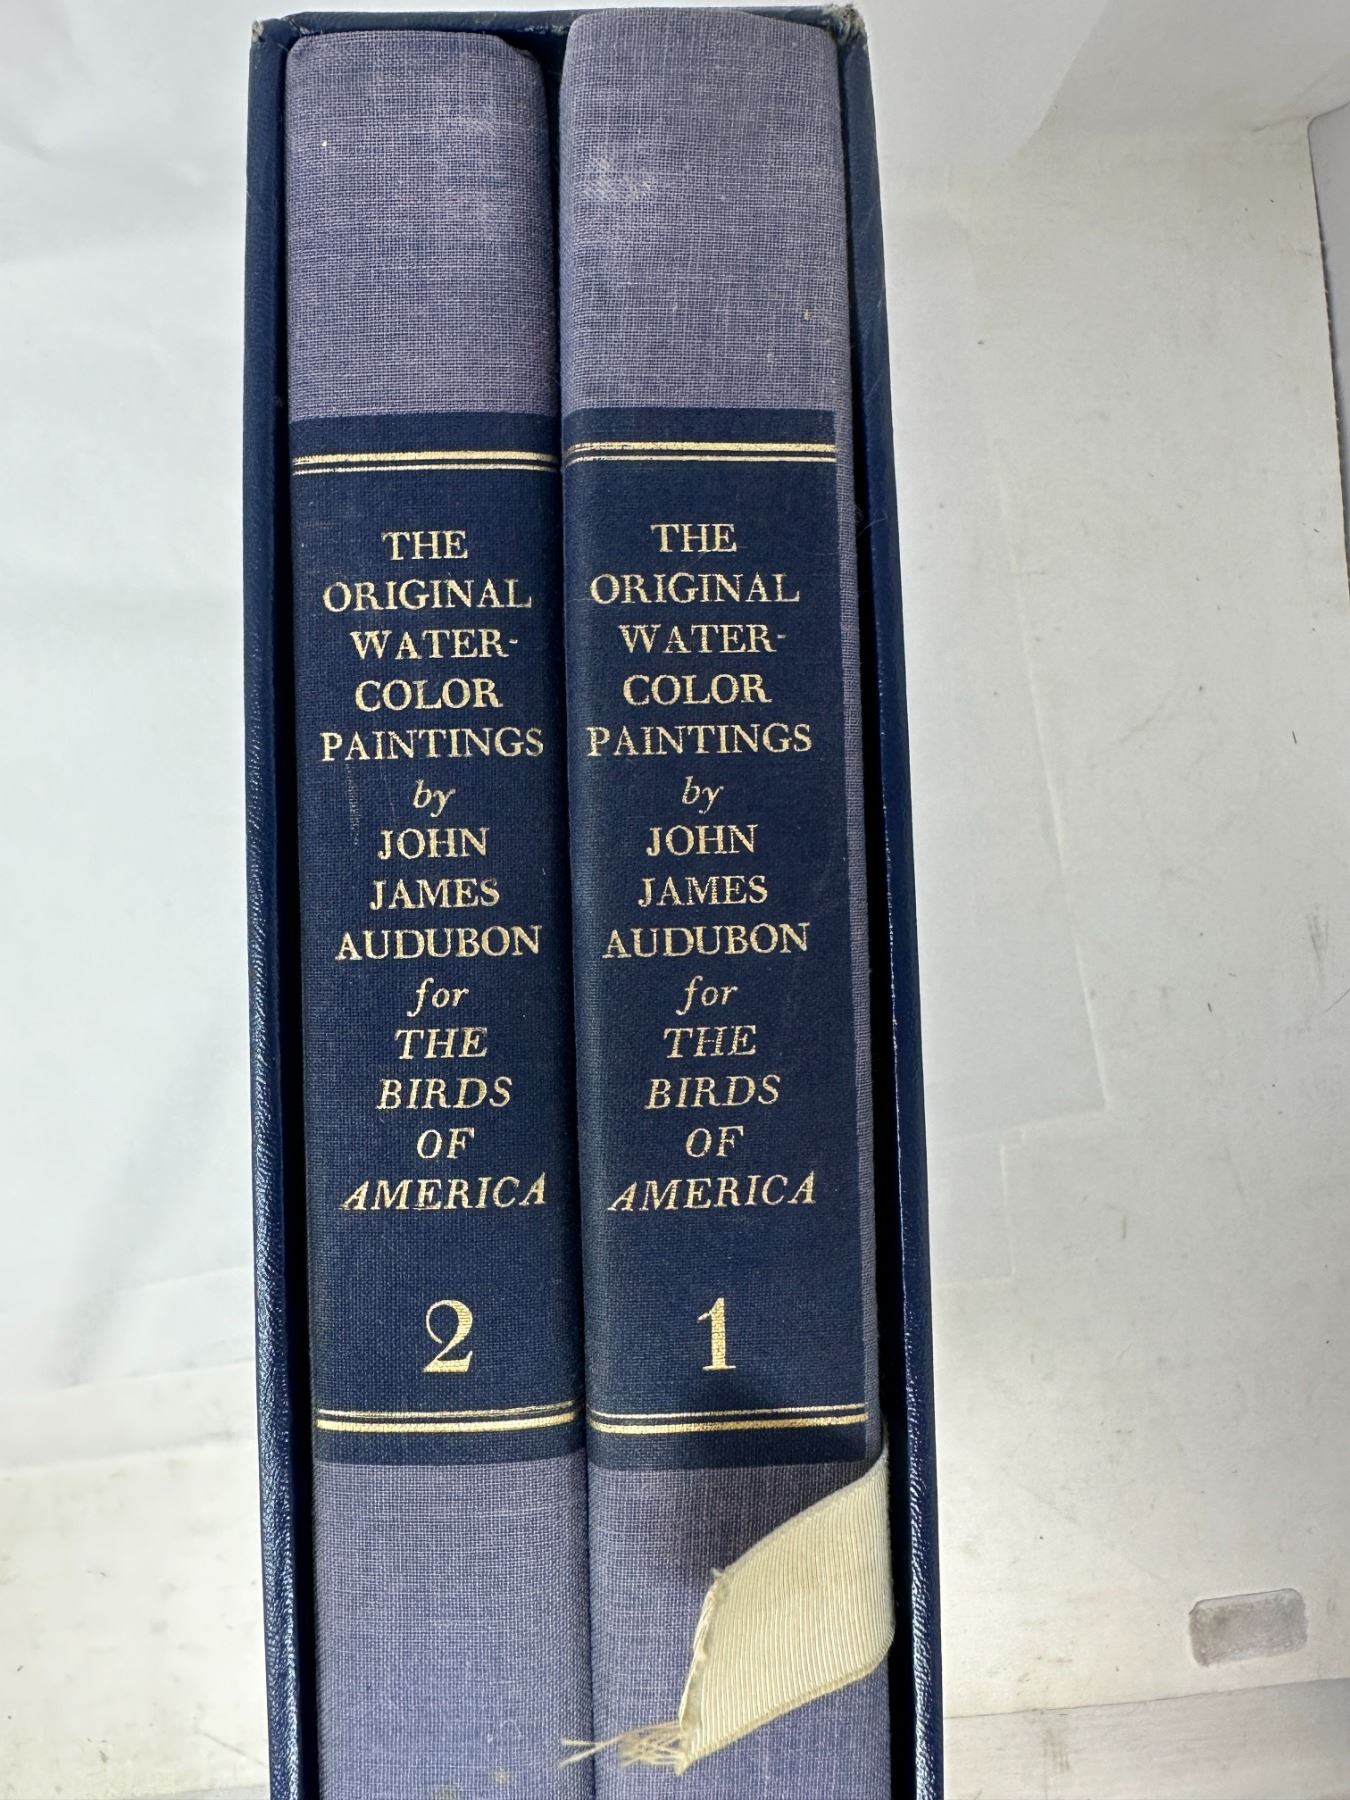 THE
ORIGINAL
WATER-
COLOR
PAINTINGS
by
JOHN
JAMES
AUDUBON
for
THE
BIRDS
OF
AMERICA
2
THE
ORIGINAL
WATER-
COLOR
PAINTINGS
by
JOHN
JAMES
AUDUBON
for
THE
BIRDS
OF
AMERICA
1